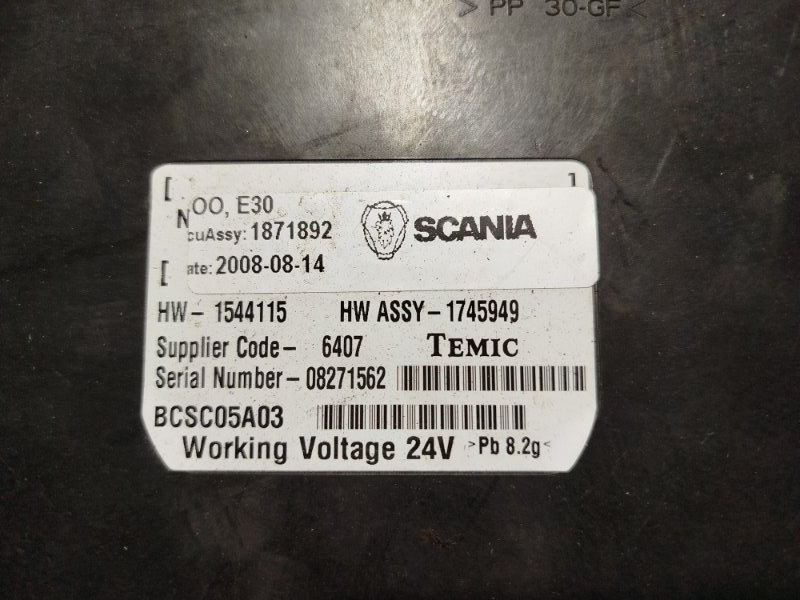 > PP 30-GF <
[ ]
N
OO, E30
cuAssy: 1871892
SCANIA
[ ate: 2008-08-14
HW- 1544115 HW ASSY- 1745949
Supplier Code- 6407 TEMIC
Serial Number- 08271562
BCSC05A03
Working Voltage 24V >Pb 8.2g<